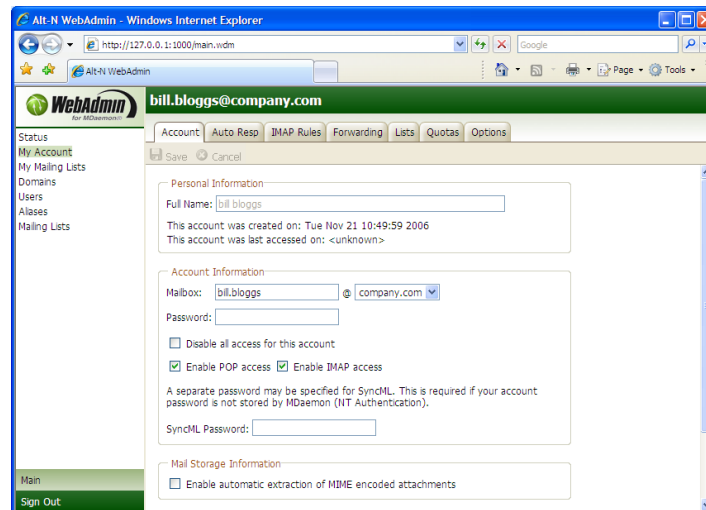 Alt-N WebAdmin - Windows Internet Explorer
http://127.0.0.1:1000/main.wdm
Google
Alt-N WebAdmin
Page
Tools
WebAdmin
for MDaemon®
bill.bloggs@company.com
Status
My Account
My Mailing Lists
Domains
Users
Aliases
Mailing Lists
Account Auto Resp IMAP Rules Forwarding Lists Quotas Options
Save Cancel
Personal Information
Full Name: bill bloggs
This account was created on: Tue Nov 21 10:49:59 2006
This account was last accessed on: <unknown>
Account Information
Mailbox: bill.bloggs @ company.com
Password:
Disable all access for this account
Enable POP access Enable IMAP access
A separate password may be specified for SyncML. This is required if your account
password is not stored by MDaemon (NT Authentication).
SyncML Password:
Mail Storage Information
Enable automatic extraction of MIME encoded attachments
Main
Sign Out